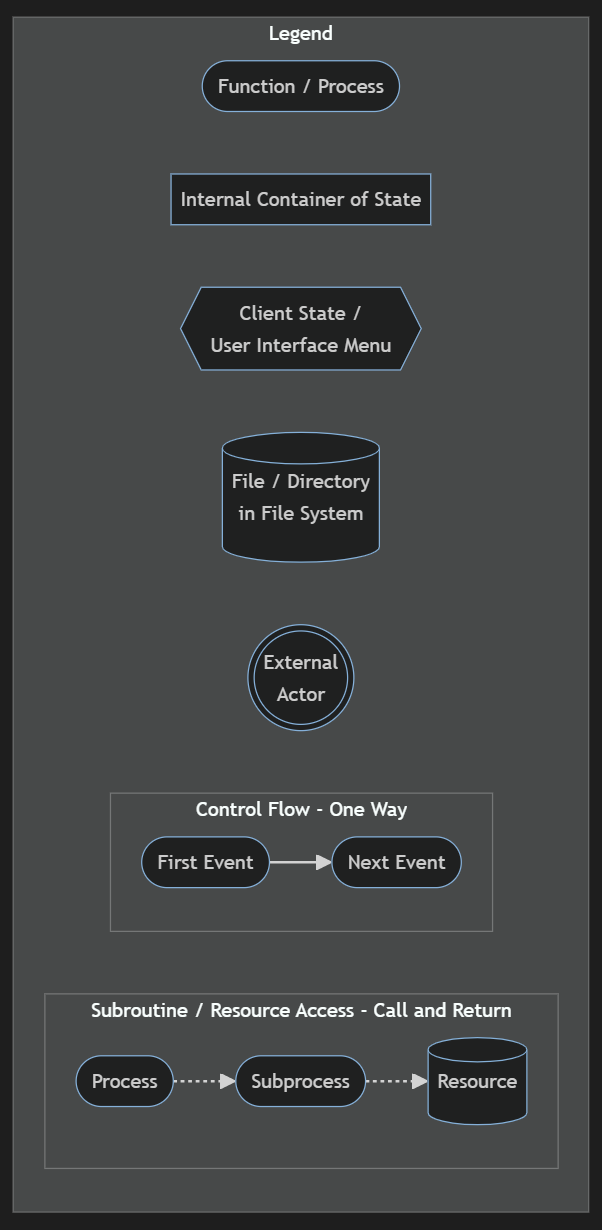 Legend
Function / Process
Internal Container of State
Client State /
User Interface Menu
File / Directory
in File System
External
Actor
Control Flow - One Way
First Event
Next Event
Subroutine / Resource Access - Call and Return
Process
Subprocess
Resource